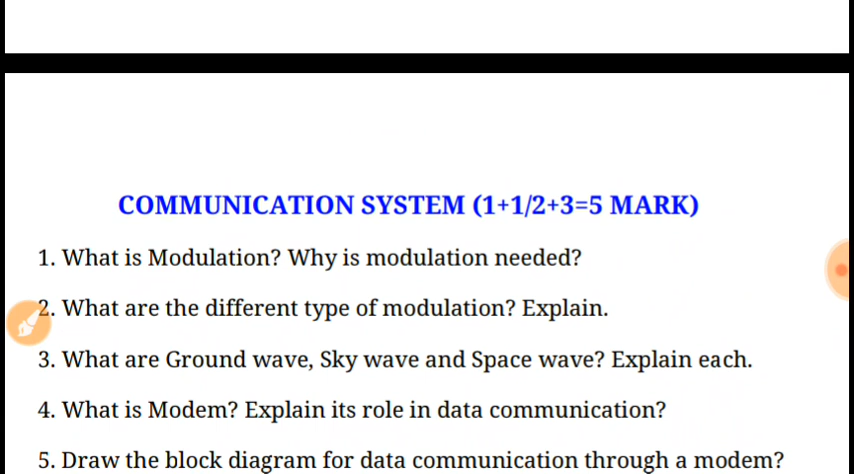 COMMUNICATION SYSTEM (1+1/2+3=5 MARK)
1. What is Modulation? Why is modulation needed?
2. What are the different type of modulation? Explain.
3. What are Ground wave, Sky wave and Space wave? Explain each.
4. What is Modem? Explain its role in data communication?
5. Draw the block diagram for data communication through a modem?